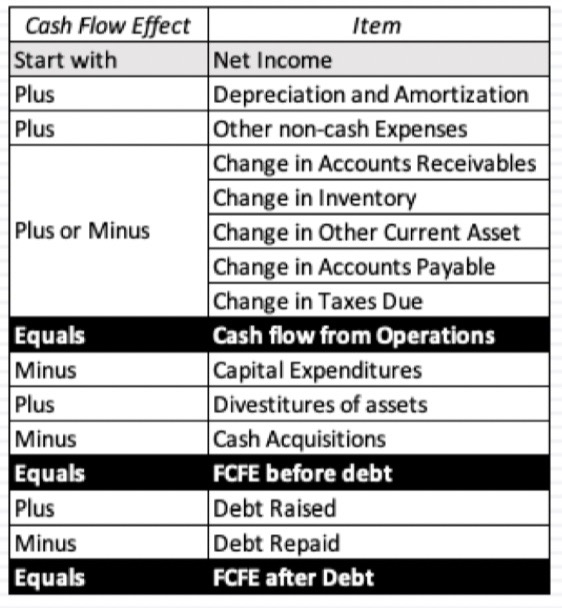 Cash Flow Effect Item
Start with Net Income
Plus Depreciation and Amortization
Plus Other non-cash Expenses
Change in Accounts Receivables
Change in Inventory
Plus or Minus Change in Other Current Asset
Change in Accounts Payable
Change in Taxes Due
Equals Cash flow from Operations
Minus Capital Expenditures
Plus Divestitures of assets
Minus Cash Acquisitions
Equals FCFE before debt
Plus Debt Raised
Minus Debt Repaid
Equals FCFE after Debt